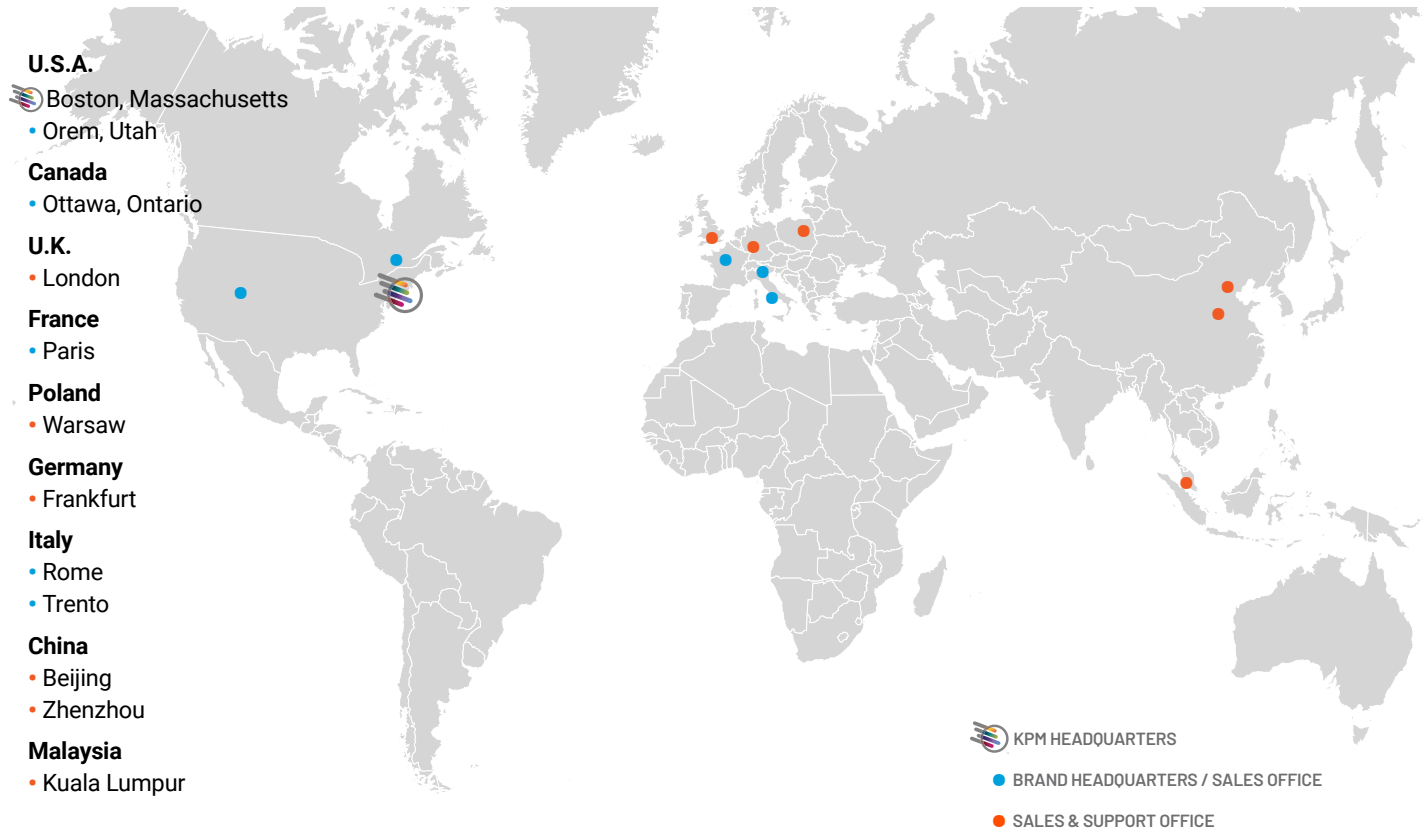 U.S.A.
Boston, Massachusetts
• Orem, Utah
Canada
• Ottawa, Ontario
U.K.
• London
France
• Paris
Poland
• Warsaw
Germany
• Frankfurt
Italy
• Rome
• Trento
China
• Beijing
• Zhenzhou
Malaysia
• Kuala Lumpur
KPM HEADQUARTERS
BRAND HEADQUARTERS / SALES OFFICE
SALES & SUPPORT OFFICE